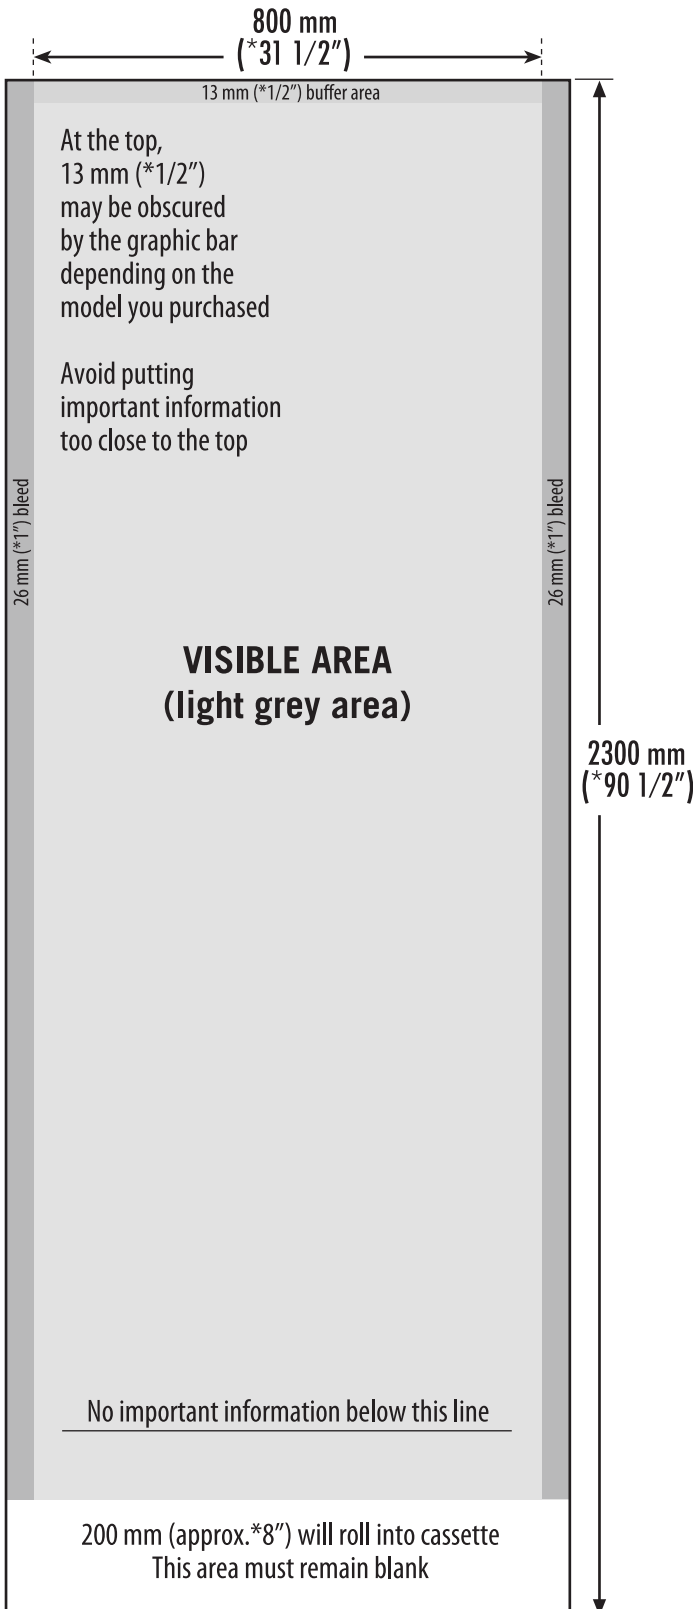 800 mm
(*31 1/2”)
13 mm (*1/2”) buffer area
At the top,
13 mm (*1/2”)
may be obscured
by the graphic bar
depending on the
model you purchased
Avoid putting
important information
too close to the top
26 mm (*1”) bleed
26 mm (*1”) bleed
VISIBLE AREA
(light grey area)
2300 mm
(*90 1/2”)
No important information below this line
200 mm (approx.*8”) will roll into cassette
This area must remain blank